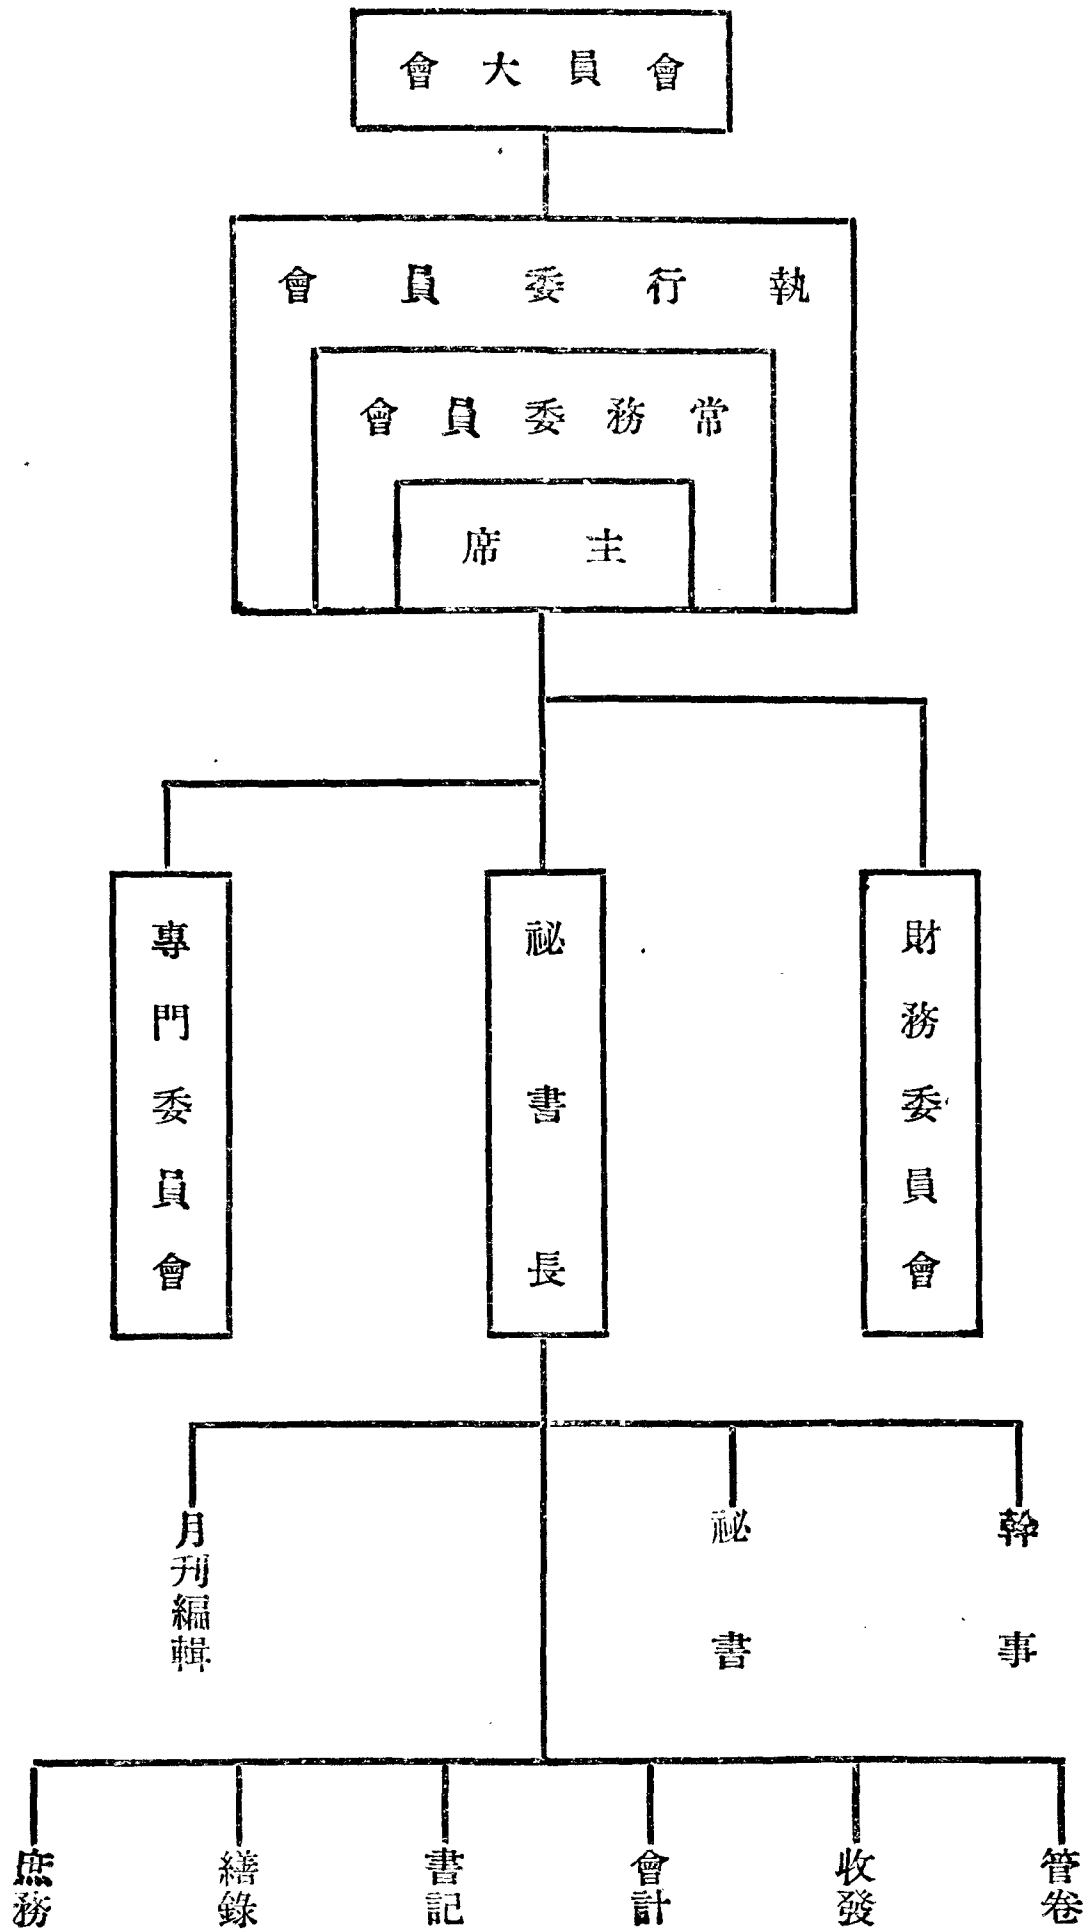 會員大會
執行委員會
常務委員會
主席
財務委員會
祕書長
專門委員會
幹事
祕書
月刊編輯
管卷
收發
會計
書記
繕錄
庶務